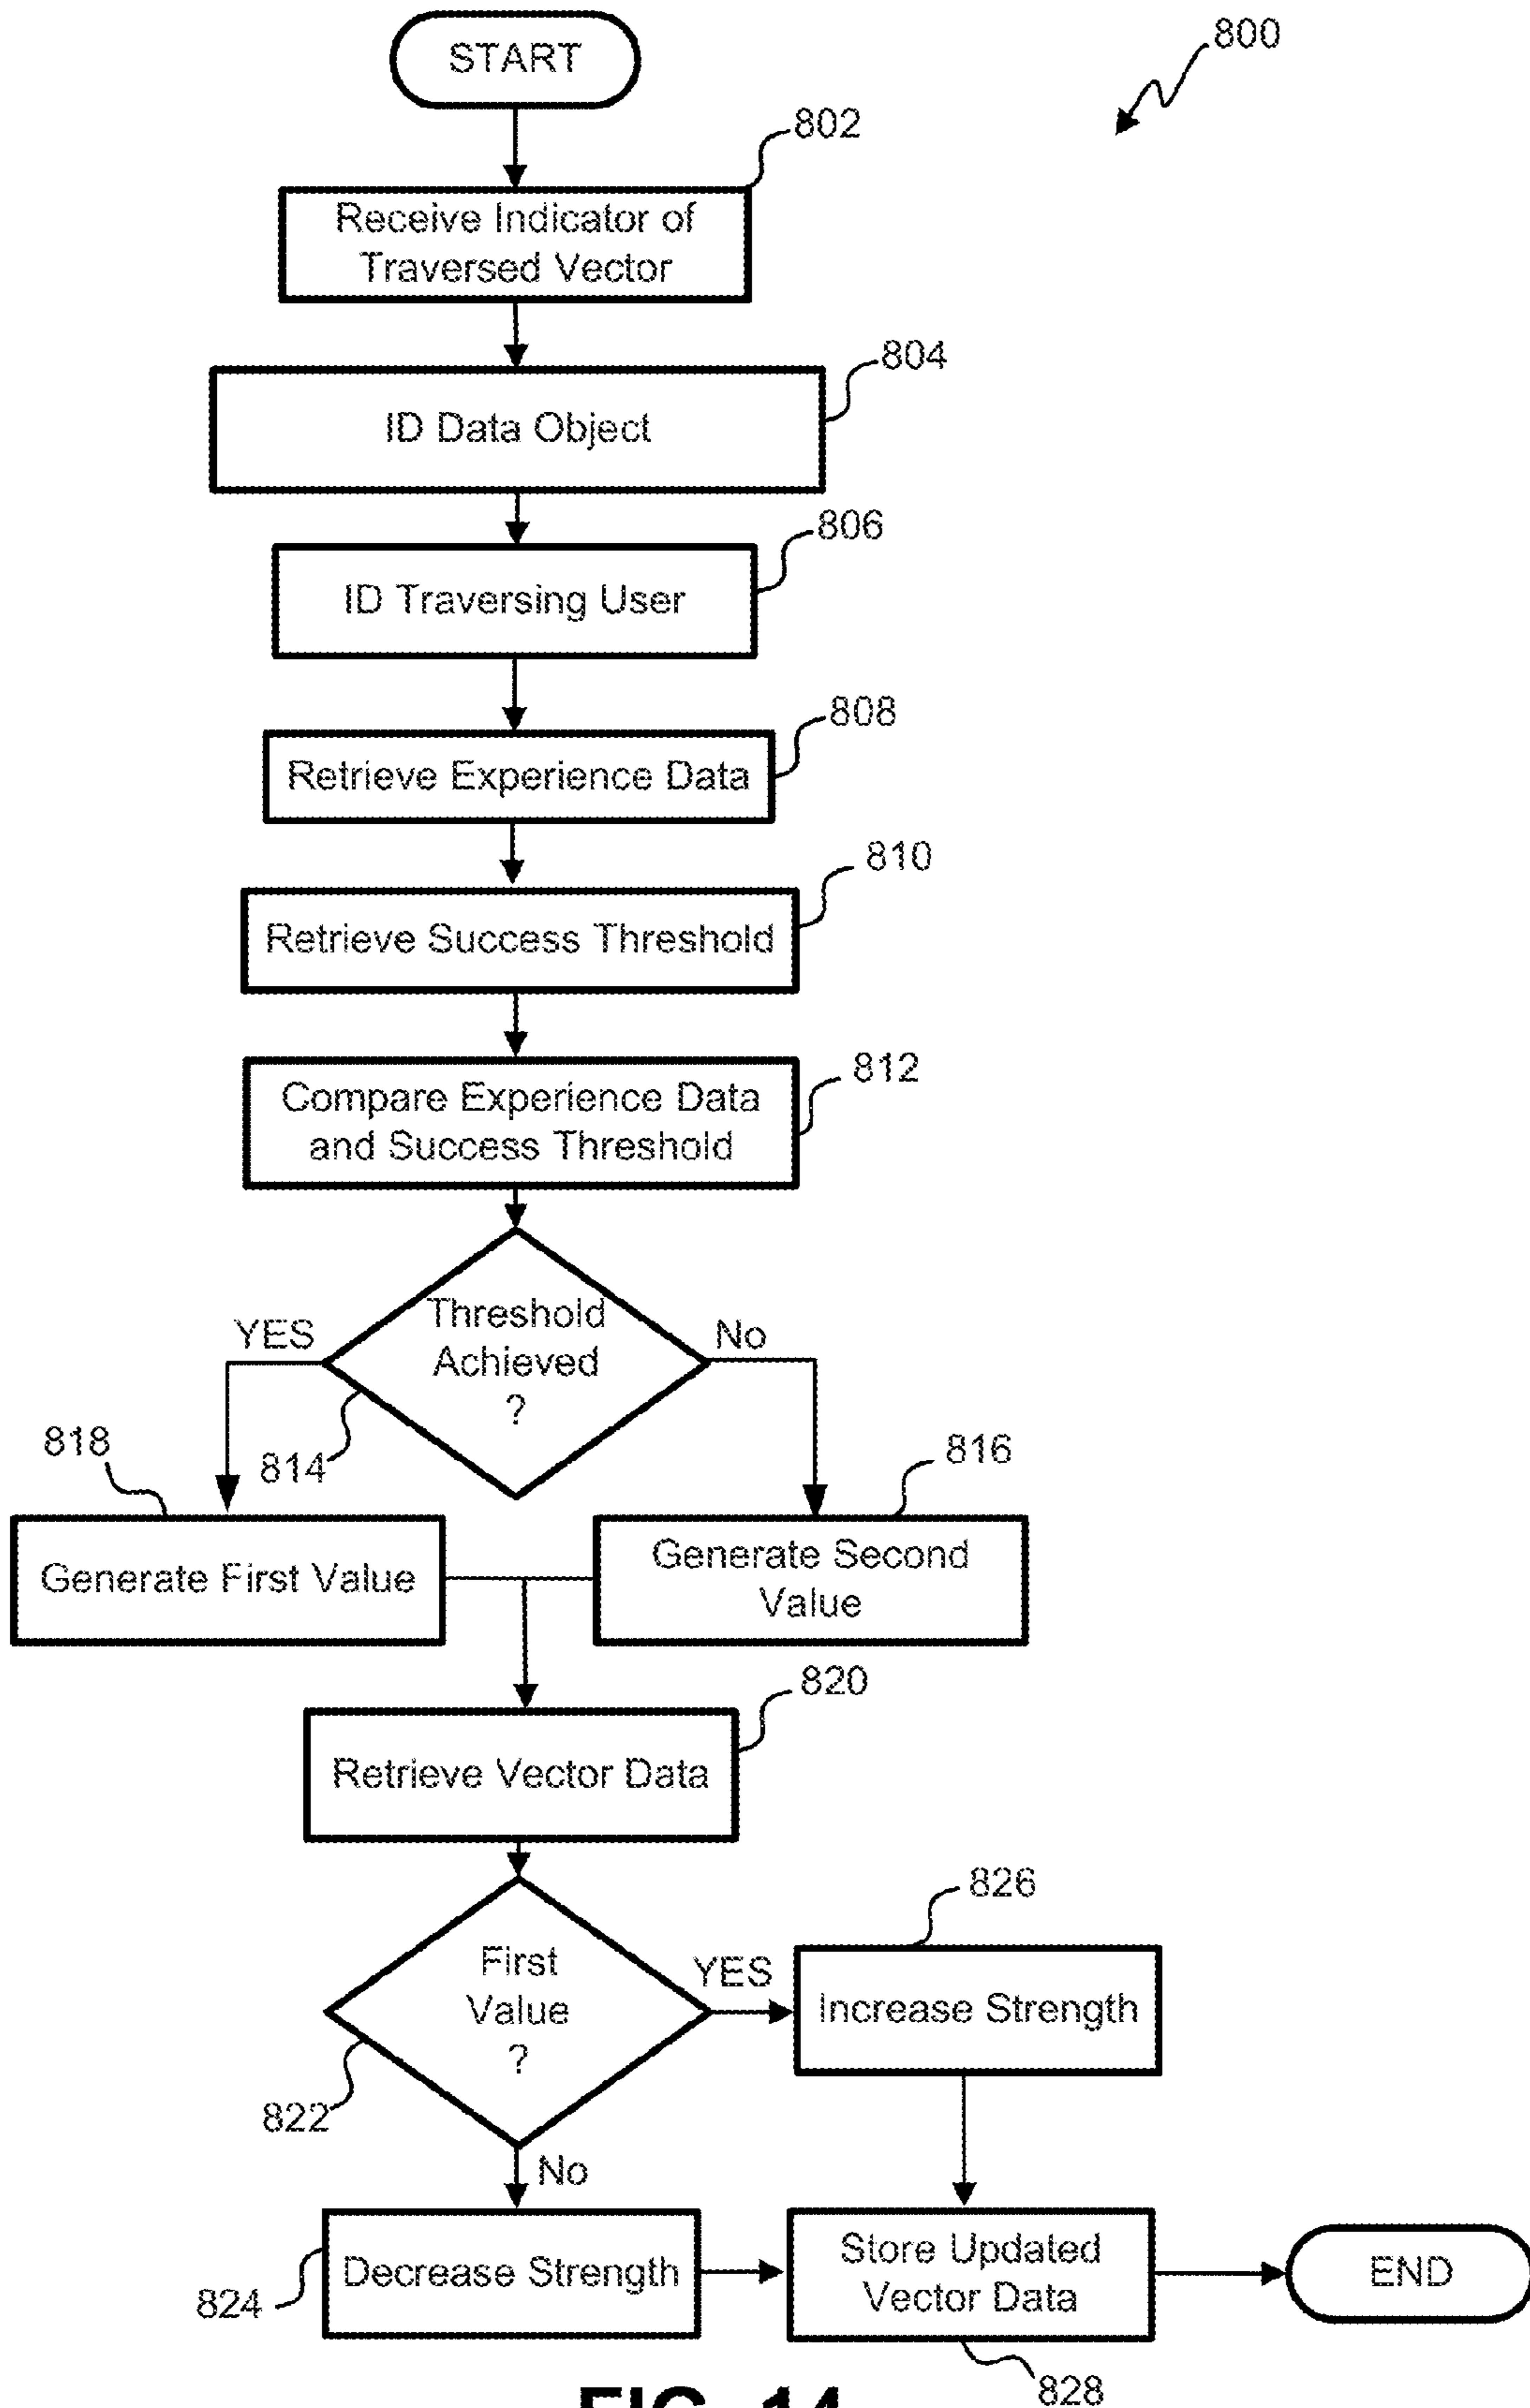 START
800
802
Receive Indicator of
Traversed Vector
804
ID Data Object
806
ID Traversing User
808
Retrieve Experience Data
810
Retrieve Success Threshold
812
Compare Experience Data
and Success Threshold
Threshold
Achieved
?
YES
No
814
818
816
Generate First Value
Generate Second
Value
820
Retrieve Vector Data
826
First
Value
?
YES
Increase Strength
822
No
Decrease Strength
824
Store Updated
Vector Data
END
828
FIG. 14